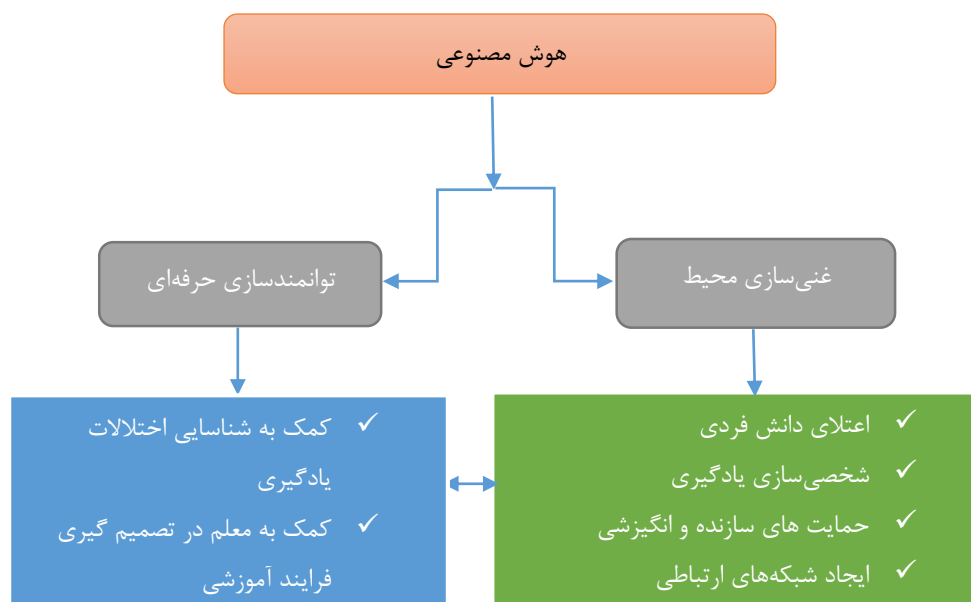 هوش مصنوعی
غنی‌سازی محیط
توانمندسازی حرفه‌ای
✓ اعتلای دانش فردی
✓ شخصی‌سازی یادگیری
✓ حمایت های سازنده و انگیزشی
✓ ایجاد شبکه‌های ارتباطی
✓ کمک به شناسایی اختلالات
یادگیری
✓ کمک به معلم در تصمیم گیری
فرایند آموزشی